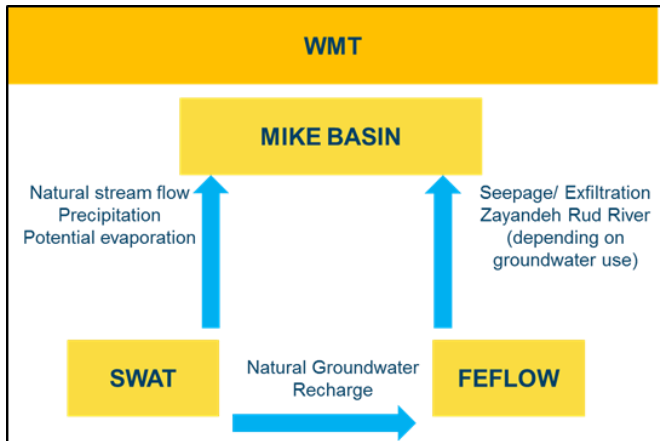 WMT
MIKE BASIN
Natural stream flow
Precipitation
Potential evaporation
Seepage/ Exfiltration
Zayandeh Rud River
(depending on
groundwater use)
SWAT
Natural Groundwater
Recharge
FEFLOW